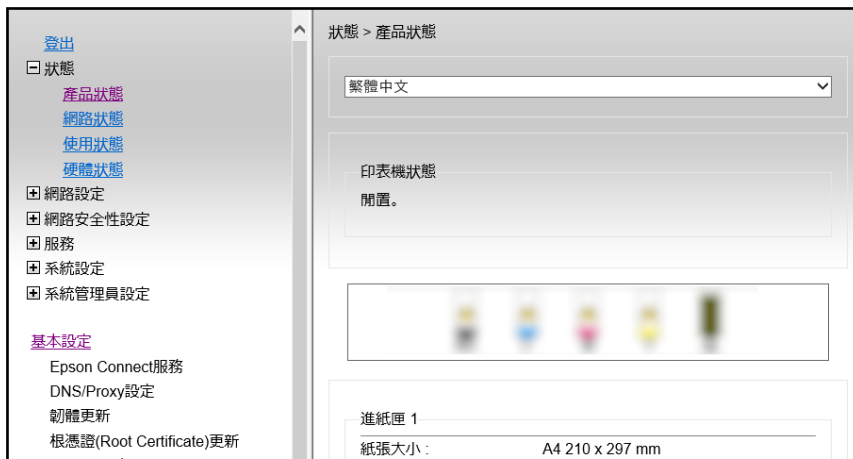 登出
狀態
產品狀態
網路狀態
使用狀態
硬體狀態
網路設定
網路安全性設定
服務
系統設定
系統管理員設定
基本設定
Epson Connect服務
DNS/Proxy設定
韌體更新
根憑證(Root Certificate)更新
狀態 > 產品狀態
繁體中文
印表機狀態
閒置。
進紙匣 1
紙張大小 : A4 210 x 297 mm